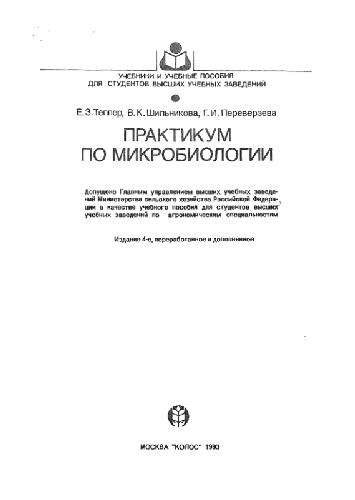 УЧЕБНИКИ И УЧЕБНЫЕ ПОСОБИЯ
ДЛЯ СТУДЕНТОВ ВЫСШИХ УЧЕБНЫХ ЗАВЕДЕНИЙ
Е.З.Теппер, В.К.Шильникова, Г.И.Переверзева
ПРАКТИКУМ
ПО МИКРОБИОЛОГИИ
Допущено Главным управлением высших учебных заведе-
ний Министерства сельского хозяйства Российской Федера-
ции в качестве учебного пособия для студентов высших
учебных заведений по агрономическим специальностям
Издание 4-е, переработанное и дополненное
МОСКВА "КОЛОС" 1993